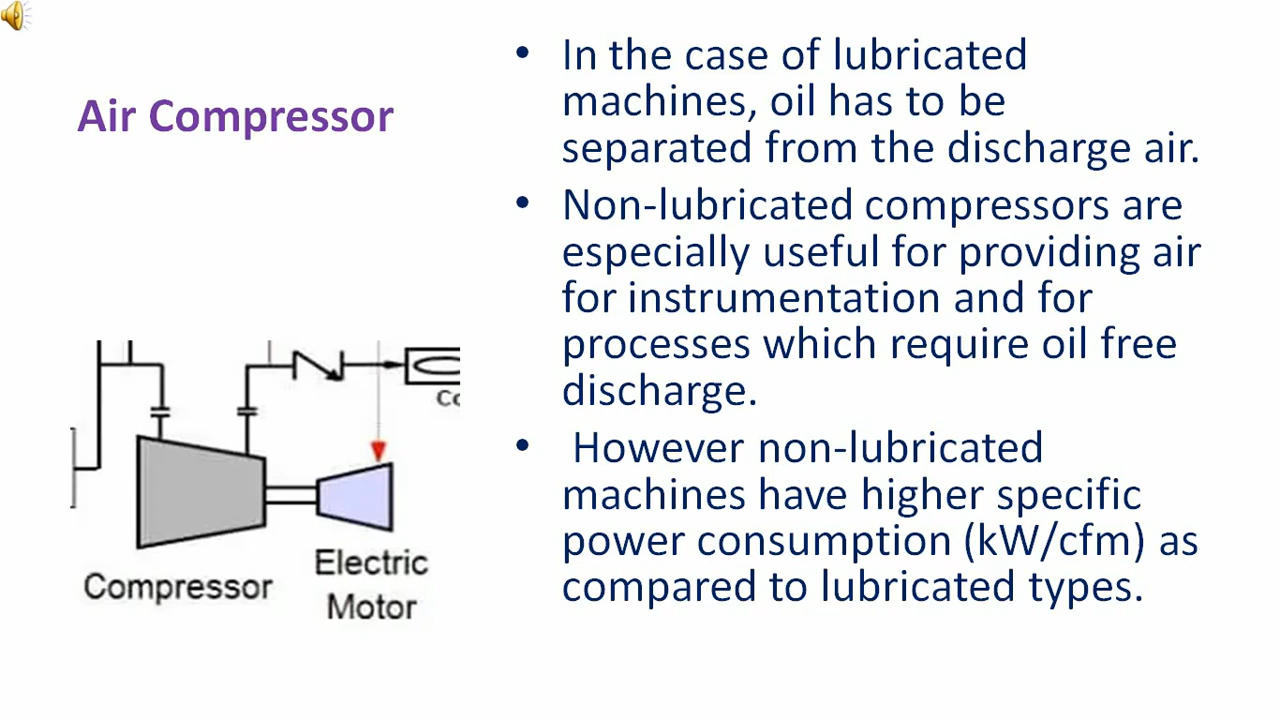 Air Compressor
• In the case of lubricated
machines, oil has to be
separated from the discharge air.
• Non-lubricated compressors are
especially useful for providing air
for instrumentation and for
processes which require oil free
discharge.
• However non-lubricated
machines have higher specific
power consumption (kW/cfm) as
compared to lubricated types.
Compressor
Electric
Motor